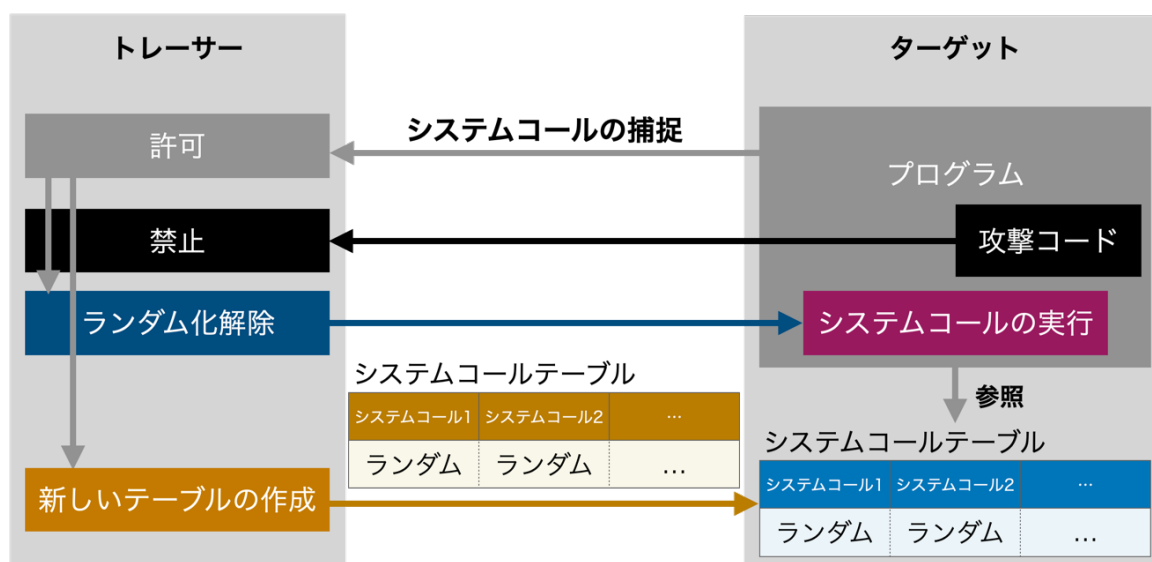 トレーサー
ターゲット
許可
システムコールの捕捉
プログラム
禁止
攻撃コード
ランダム化解除
システムコールの実行
システムコールテーブル
システムコール1 システムコール2 …
ランダム ランダム …
参照
システムコールテーブル
システムコール1 システムコール2 …
ランダム ランダム …
新しいテーブルの作成